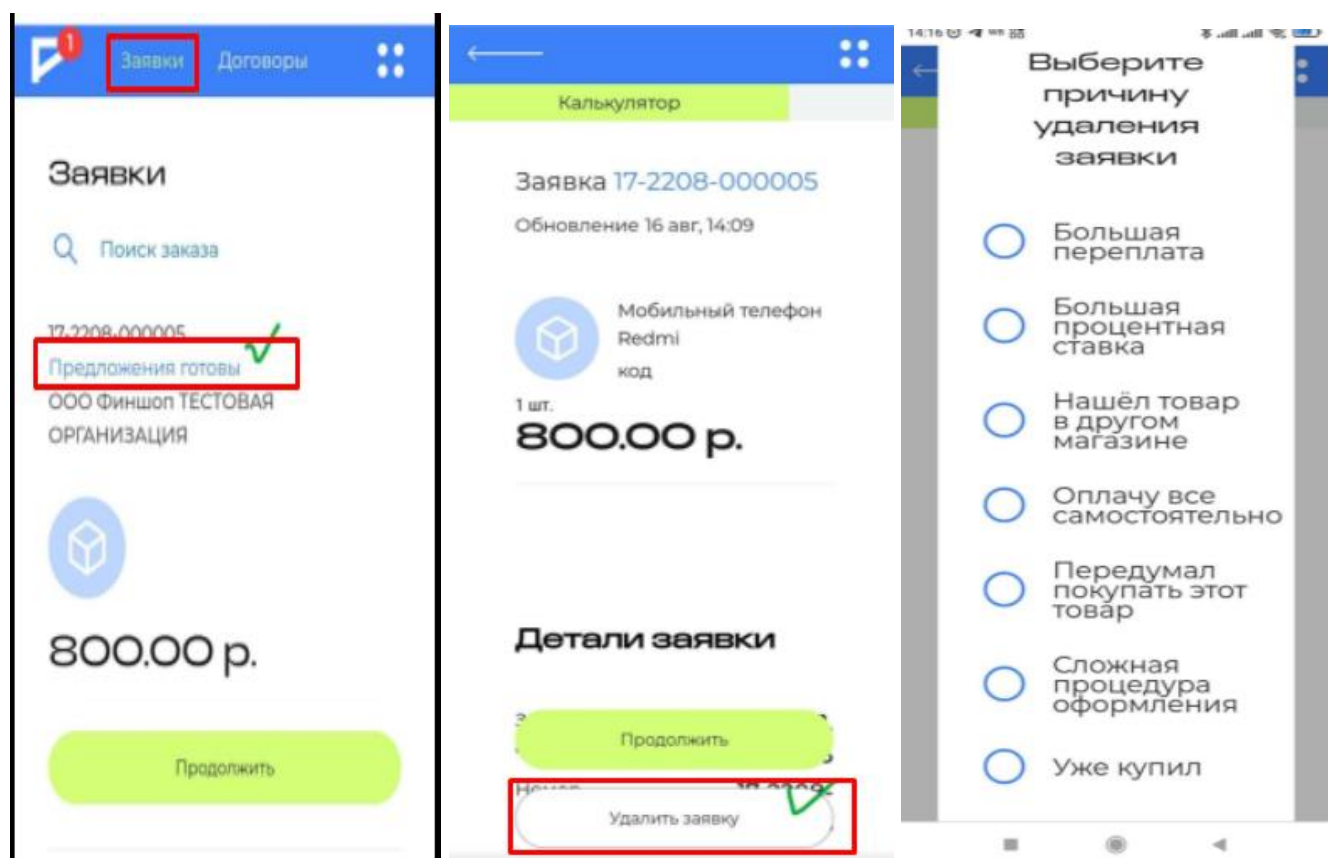 1
Заявки
Договоры
Заявки
Поиск заказа
17-2208-000005
Предложения готовы
ООО Финшоп ТЕСТОВАЯ
ОРГАНИЗАЦИЯ
800.00 р.
Продолжить
Калькулятор
Заявка 17-2208-000005
Обновление 16 авг, 14:09
Мобильный телефон
Redmi
код
1 шт.
800.00 р.
Детали заявки
Продолжить
Номер
Удалить заявку
14:16
Выберите
причину
удаления
заявки
Большая
переплата
Большая
процентная
ставка
Нашёл товар
в другом
магазине
Оплачу все
самостоятельно
Передумал
покупать этот
товар
Сложная
процедура
оформления
Уже купил